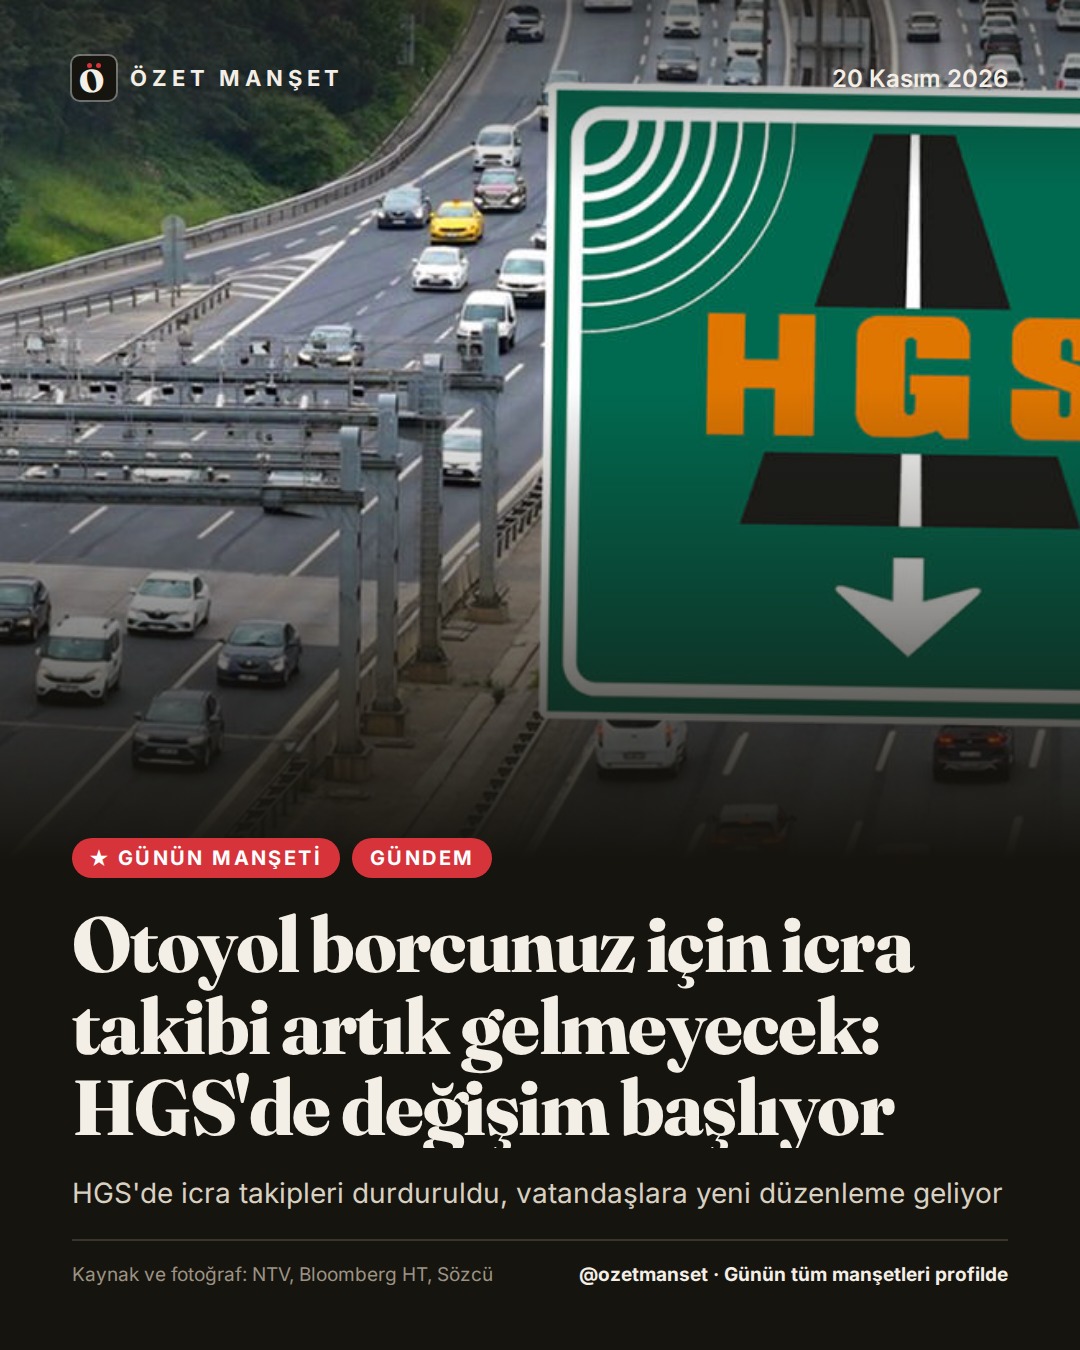 ö ÖZET MANŞET
20 Kasım 2026
HGS
★ GÜNÜN MANŞETİ GÜNDEM
Otoyol borcunuz için icra
takibi artık gelmeyecek:
HGS'de değişim başlıyor
HGS'de icra takipleri durduruldu, vatandaşlara yeni düzenleme geliyor
Kaynak ve fotoğraf: NTV, Bloomberg HT, Sözcü
@ozetmanset · Günün tüm manşetleri profilde